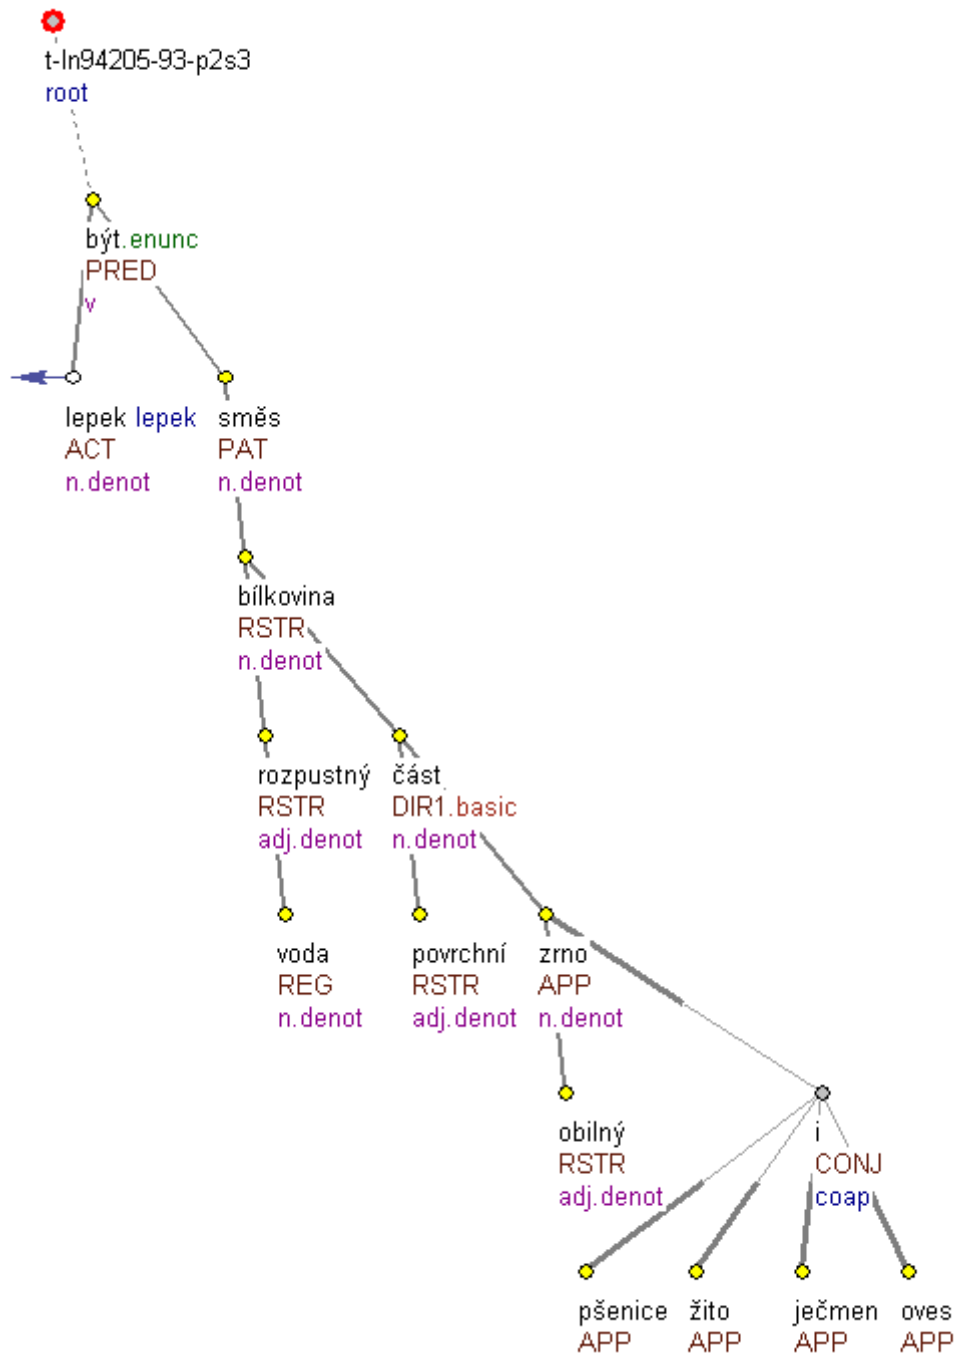 t-ln94205-93-p2s3
root
být.enunc
PRED
v
lepek lepek směs
ACT PAT
n.denot n.denot
bílkovina
RSTR
n.denot
rozpustný část
RSTR DIR1.basic
adj.denot n.denot
voda povrchní zrno
REG RSTR APP
n.denot adj.denot n.denot
obilný i
RSTR CONJ
adj.denot coap
pšenice žito ječmen oves
APP APP APP APP